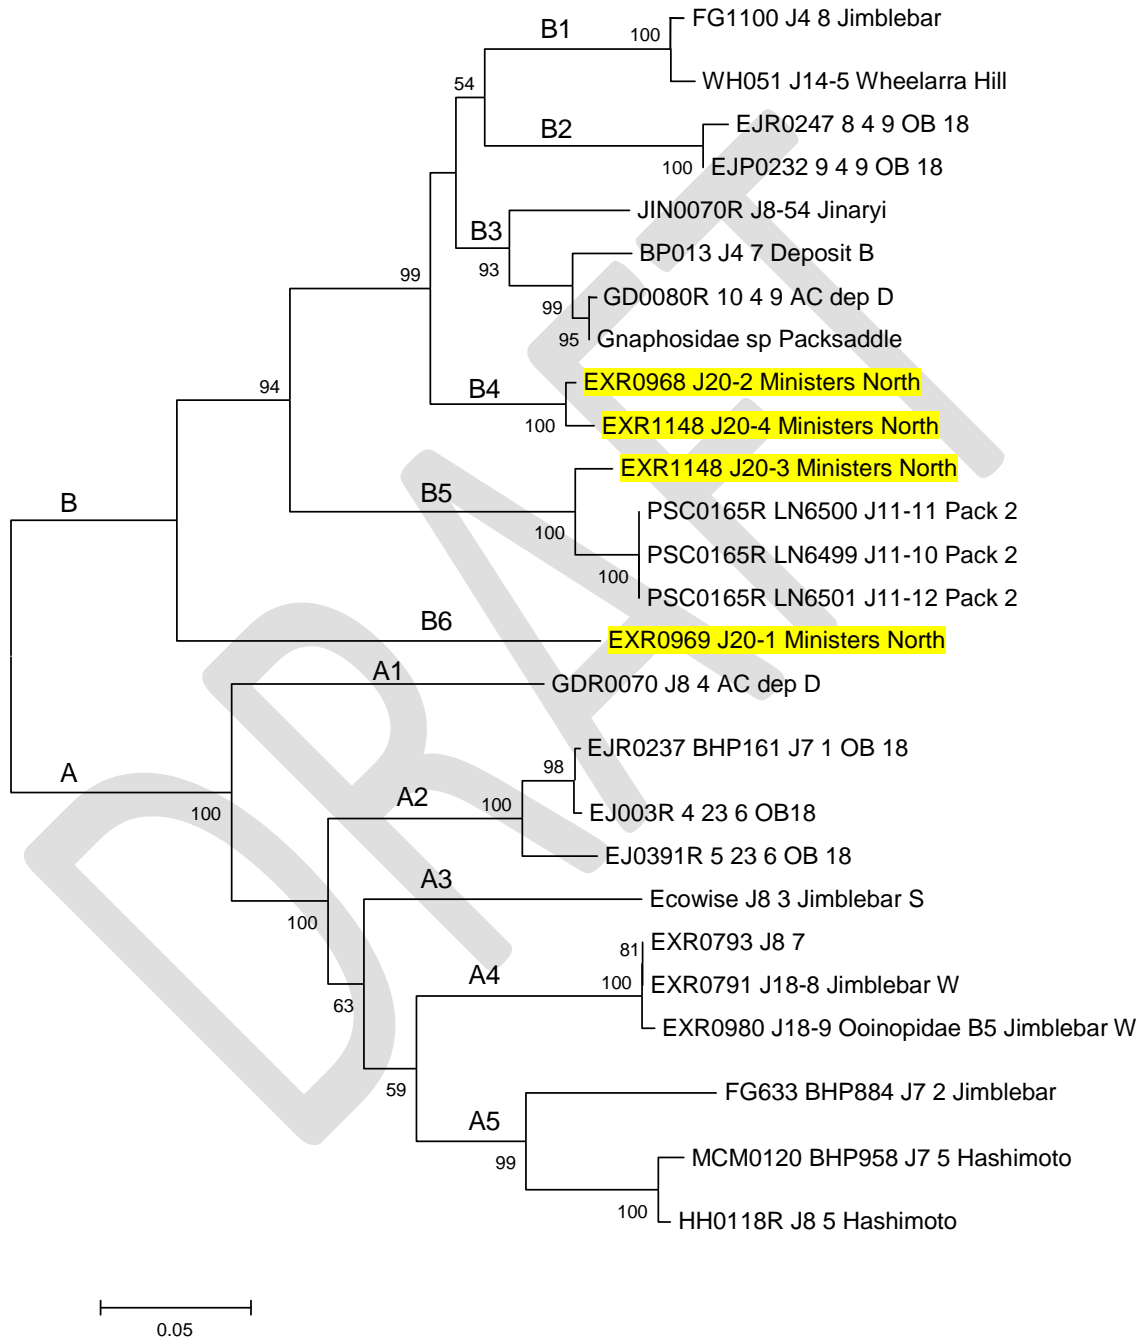 FG1100 J4 8 Jimblebar
B1
100
WH051 J14-5 Wheelarra Hill
54
EJR0247 8 4 9 OB 18
B2
100
EJP0232 9 4 9 OB 18
JIN0070R J8-54 Jinaryi
B3
BP013 J4 7 Deposit B
93
99
GD0080R 10 4 9 AC dep D
99
95
Gnaphosidae sp Packsaddle
EXR0968 J20-2 Ministers North
B4
94
100
EXR1148 J20-4 Ministers North
EXR1148 J20-3 Ministers North
B5
B
PSC0165R LN6500 J11-11 Pack 2
100
PSC0165R LN6499 J11-10 Pack 2
100
PSC0165R LN6501 J11-12 Pack 2
B6
EXR0969 J20-1 Ministers North
A1
GDR0070 J8 4 AC dep D
EJR0237 BHP161 J7 1 OB 18
98
A
A2
100
100
EJ003R 4 23 6 OB18
EJ0391R 5 23 6 OB 18
A3
Ecowise J8 3 Jimblebar S
100
EXR0793 J8 7
81
A4
100
EXR0791 J18-8 Jimblebar W
63
EXR0980 J18-9 Ooinopidae B5 Jimblebar W
59
FG633 BHP884 J7 2 Jimblebar
A5
MCM0120 BHP958 J7 5 Hashimoto
99
100
HH0118R J8 5 Hashimoto
0.05
DRAFT